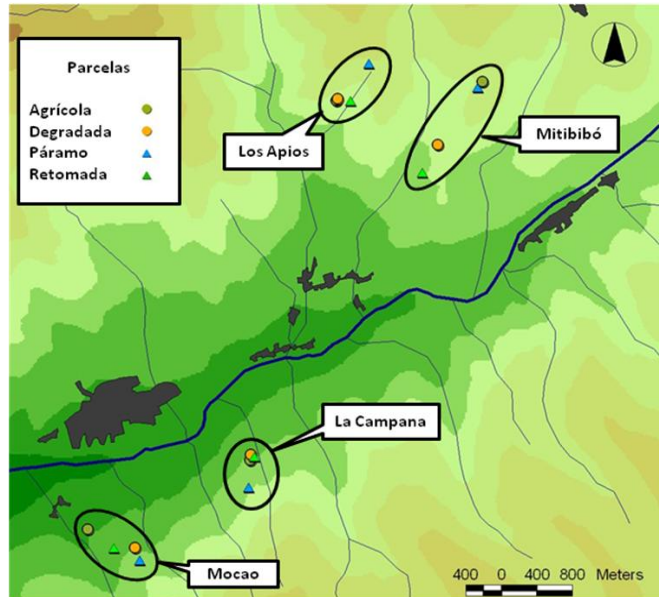 Parcelas
Agrícola
Degradada
Páramo
Retomada
Los Apios
Mitibibó
La Campana
Mocao
400 0 400 800 Meters